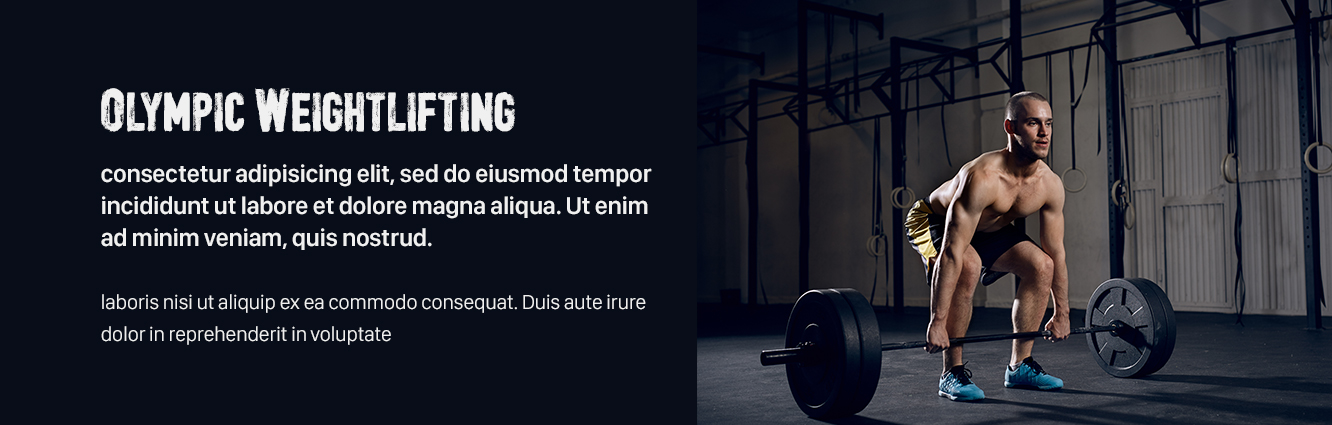 Olympic Weightlifting
consectetur adipisicing elit, sed do eiusmod tempor
incididunt ut labore et dolore magna aliqua. Ut enim
ad minim veniam, quis nostrud.
laboris nisi ut aliquip ex ea commodo consequat. Duis aute irure
dolor in reprehenderit in voluptate